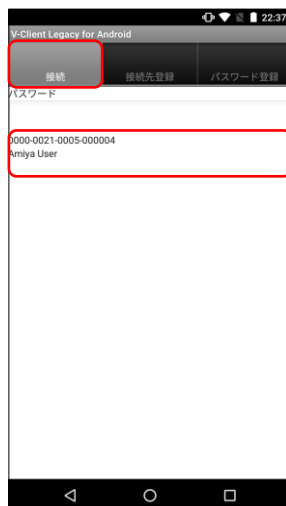 22:37
V-Client Legacy for Android
接続 接続先登録 パスワード登録
パスワード
0000-0021-0005-000004
Amiya User